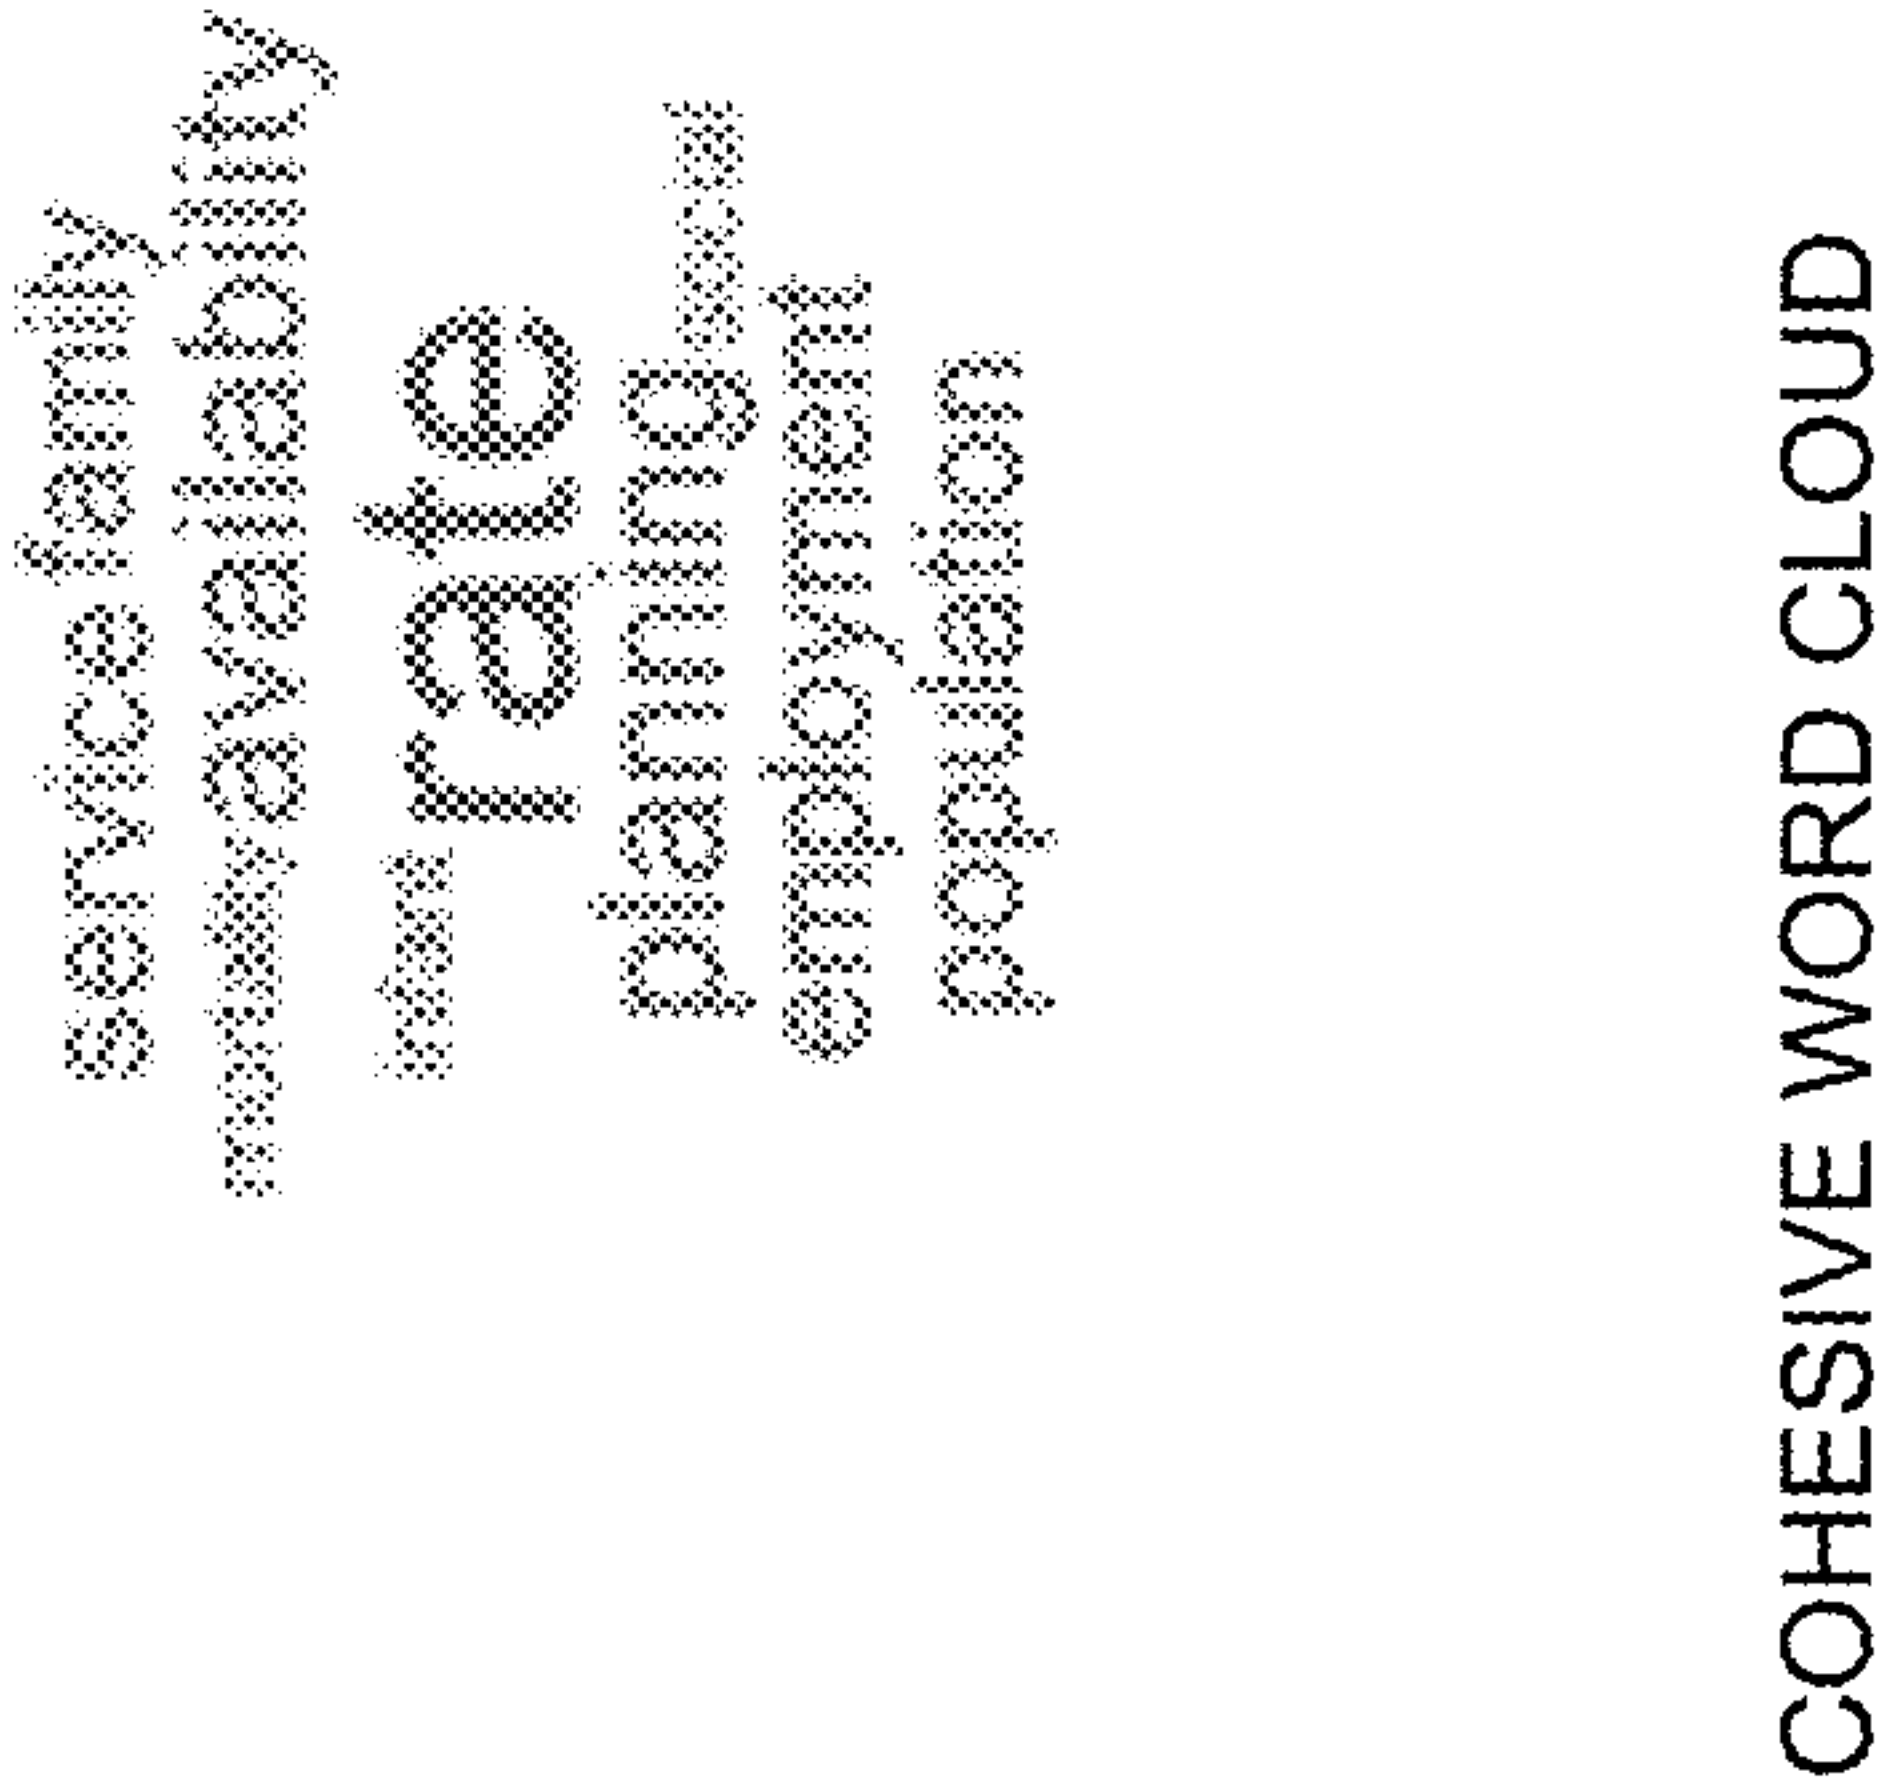 service family
availability
rate
planning
employment
population
COHESIVE WORD CLOUD